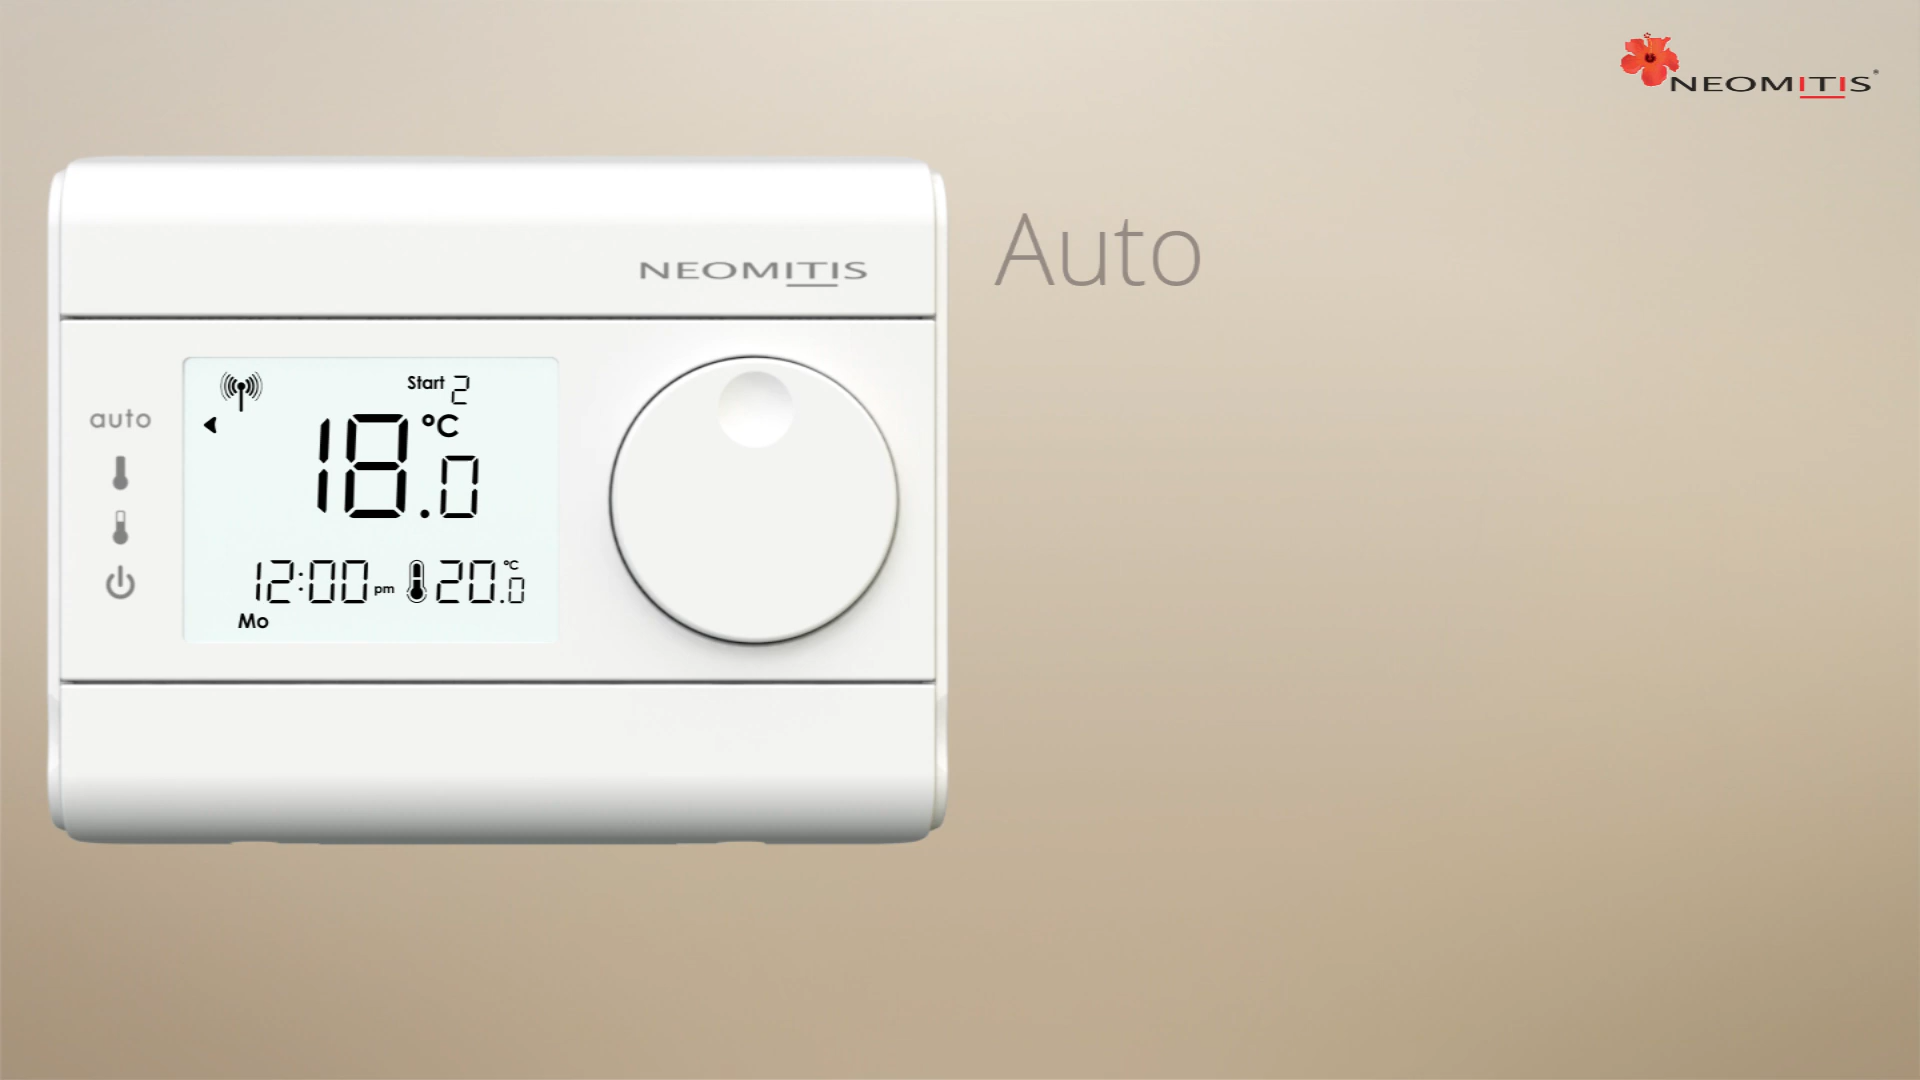 NEOMITIS®
NEOMITIS
Auto
auto
Start 2
18.0 °C
12:00 pm 20.0 °C
Mo